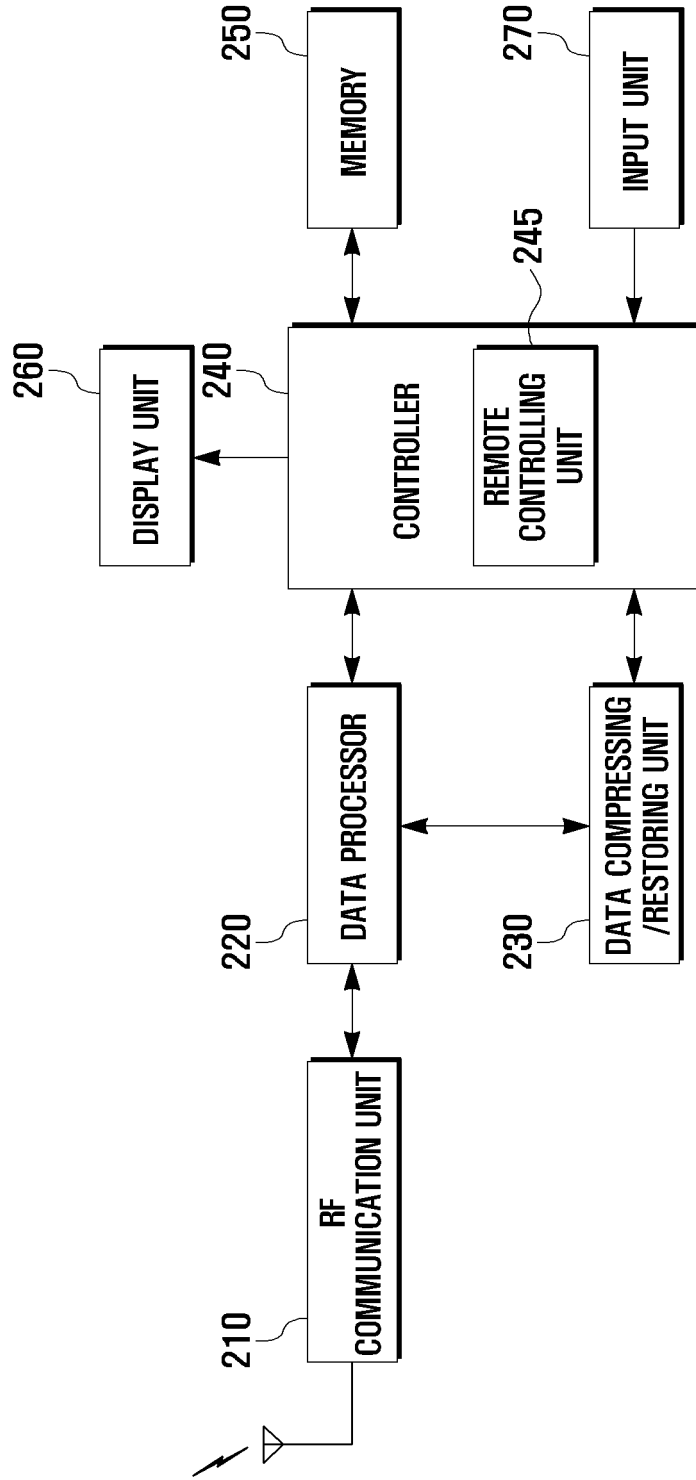 260
DISPLAY UNIT
210
RF
COMMUNICATION UNIT
220
DATA PROCESSOR
240
CONTROLLER
250
MEMORY
REMOTE
CONTROLLING
UNIT
245
230
DATA COMPRESSING
/RESTORING UNIT
270
INPUT UNIT